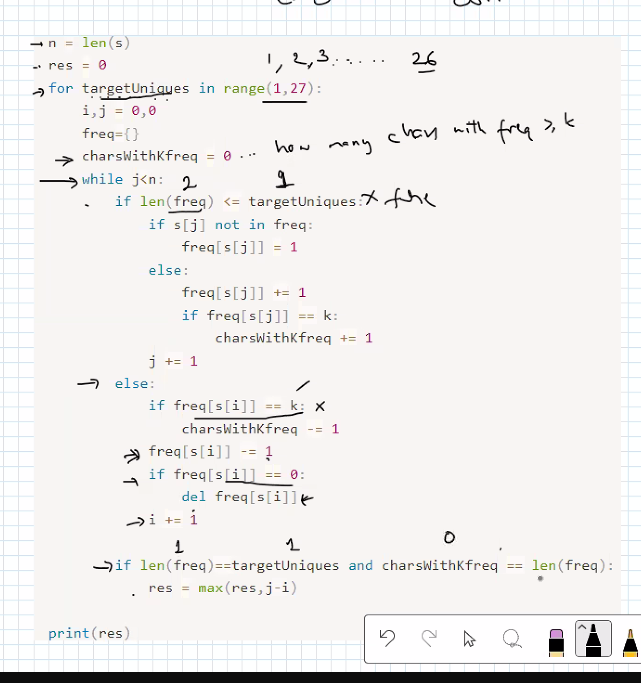 n = len(s)
res = 0 1, 2, 3 ...... 26
for targetUniques in range(1,27):
i,j = 0,0
freq={}
charsWithKfreq = 0 ... how many chars with freq ≥ k
while j<n: 2 1
if len(freq) <= targetUniques: x false
if s[j] not in freq:
freq[s[j]] = 1
else:
freq[s[j]] += 1
if freq[s[j]] == k:
charsWithKfreq += 1
j += 1
else:
if freq[s[i]] == k: x
charsWithKfreq -= 1
freq[s[i]] -= 1
if freq[s[i]] == 0:
del freq[s[i]]
i += 1
1 1 0
if len(freq)==targetUniques and charsWithKfreq == len(freq):
res = max(res,j-i)
print(res)